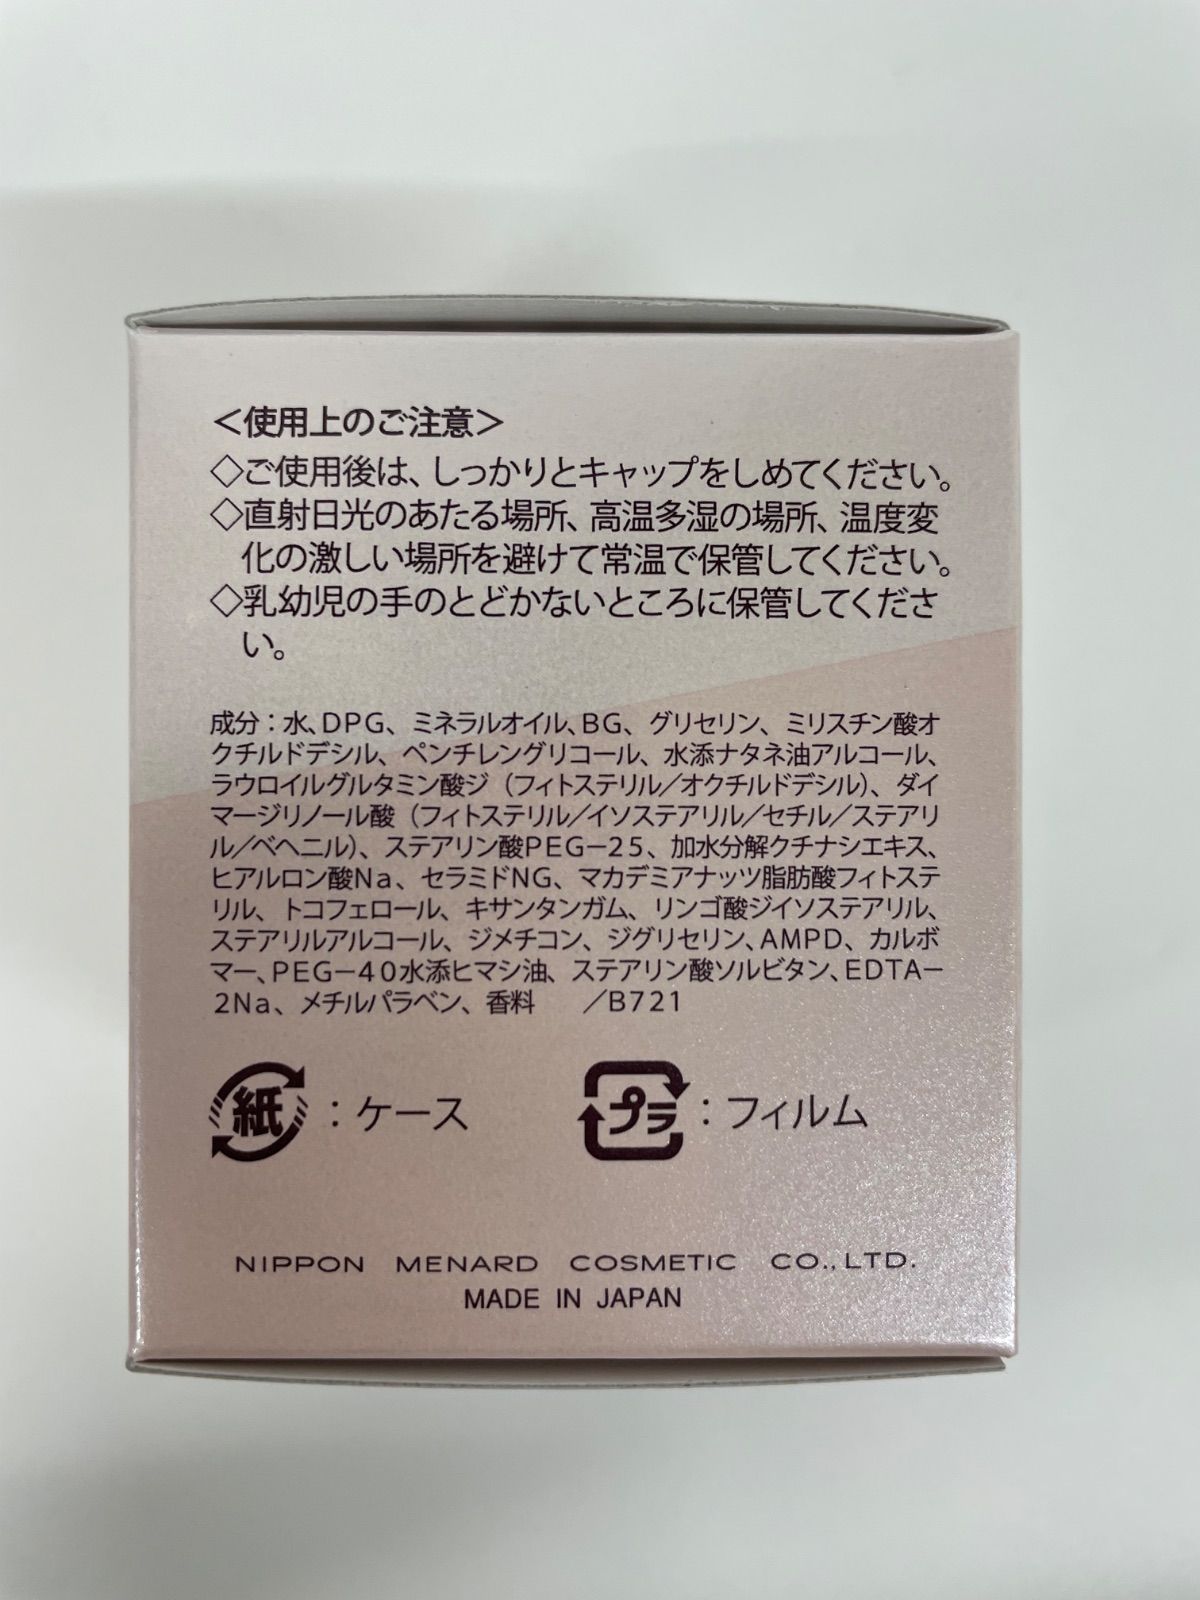 ＜使用上のご注意＞
◇ご使用後は、しっかりとキャップをしめてください。
◇直射日光のあたる場所、高温多湿の場所、温度変
化の激しい場所を避けて常温で保管してください。
◇乳幼児の手のとどかないところに保管してくださ
い。
成分：水、DPG、ミネラルオイル、BG、グリセリン、ミリスチン酸オ
クチルドデシル、ペンチレングリコール、水添ナタネ油アルコール、
ラウロイルグルタミン酸ジ（フィトステリル／オクチルドデシル）、ダイ
マージリノール酸（フィトステリル／イソステアリル／セチル／ステアリ
ル／ベヘニル）、ステアリン酸PEG－25、加水分解クチナシエキス、
ヒアルロン酸Na、セラミドNG、マカデミアナッツ脂肪酸フィトステ
リル、トコフェロール、キサンタンガム、リンゴ酸ジイソステアリル、
ステアリルアルコール、ジメチコン、ジグリセリン、AMPD、カルボ
マー、PEG－40水添ヒマシ油、ステアリン酸ソルビタン、EDTA－
2Na、メチルパラベン、香料　／B721
紙：ケース　プラ：フィルム
NIPPON MENARD COSMETIC CO., LTD.
MADE IN JAPAN